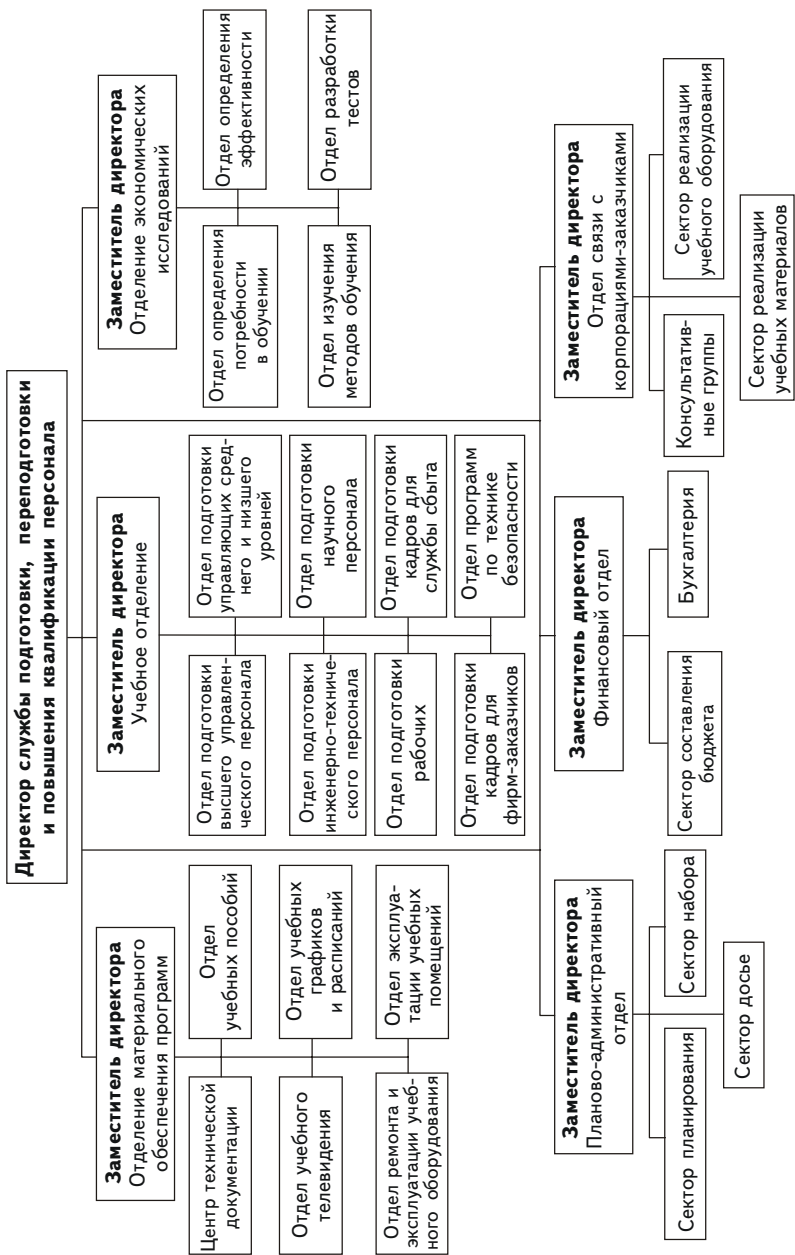 Директор службы подготовки, переподготовки
и повышения квалификации персонала
Заместитель директора
Отделение материального
обеспечения программ
Центр технической
документации
Отдел
учебных пособий
Отдел учебного
телевидения
Отдел учебных
графиков
и расписаний
Отдел ремонта и
эксплуатации учеб-
ного оборудования
Отдел эксплуа-
тации учебных
помещений
Заместитель директора
Учебное отделение
Отдел подготовки
высшего управлен-
ческого персонала
Отдел подготовки
управляющих сред-
него и низшего
уровней
Отдел подготовки
инженерно-техниче-
ского персонала
Отдел подготовки
научного
персонала
Отдел подготовки
рабочих
Отдел подготовки
кадров для
службы сбыта
Отдел подготовки
кадров для
фирм-заказчиков
Отдел программ
по технике
безопасности
Заместитель директора
Отделение экономических
исследований
Отдел определения
потребности
в обучении
Отдел определения
эффективности
Отдел изучения
методов обучения
Отдел разработки
тестов
Заместитель директора
Планово-административный
отдел
Сектор планирования
Сектор набора
Сектор досье
Заместитель директора
Финансовый отдел
Сектор составления
бюджета
Бухгалтерия
Заместитель директора
Отдел связи с
корпорациями-заказчиками
Консультатив-
ные группы
Сектор реализации
учебного оборудования
Сектор реализации
учебных материалов